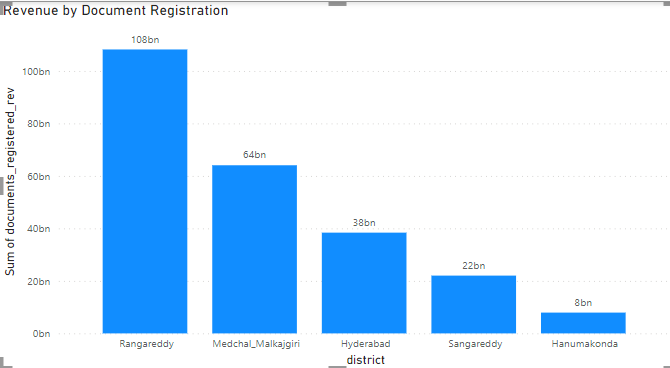 Revenue by Document Registration
Sum of documents_registered_rev
108bn
100bn
80bn
64bn
60bn
38bn
40bn
22bn
20bn
8bn
0bn
Rangareddy Medchal_Malkajgiri Hyderabad Sangareddy Hanumakonda
district